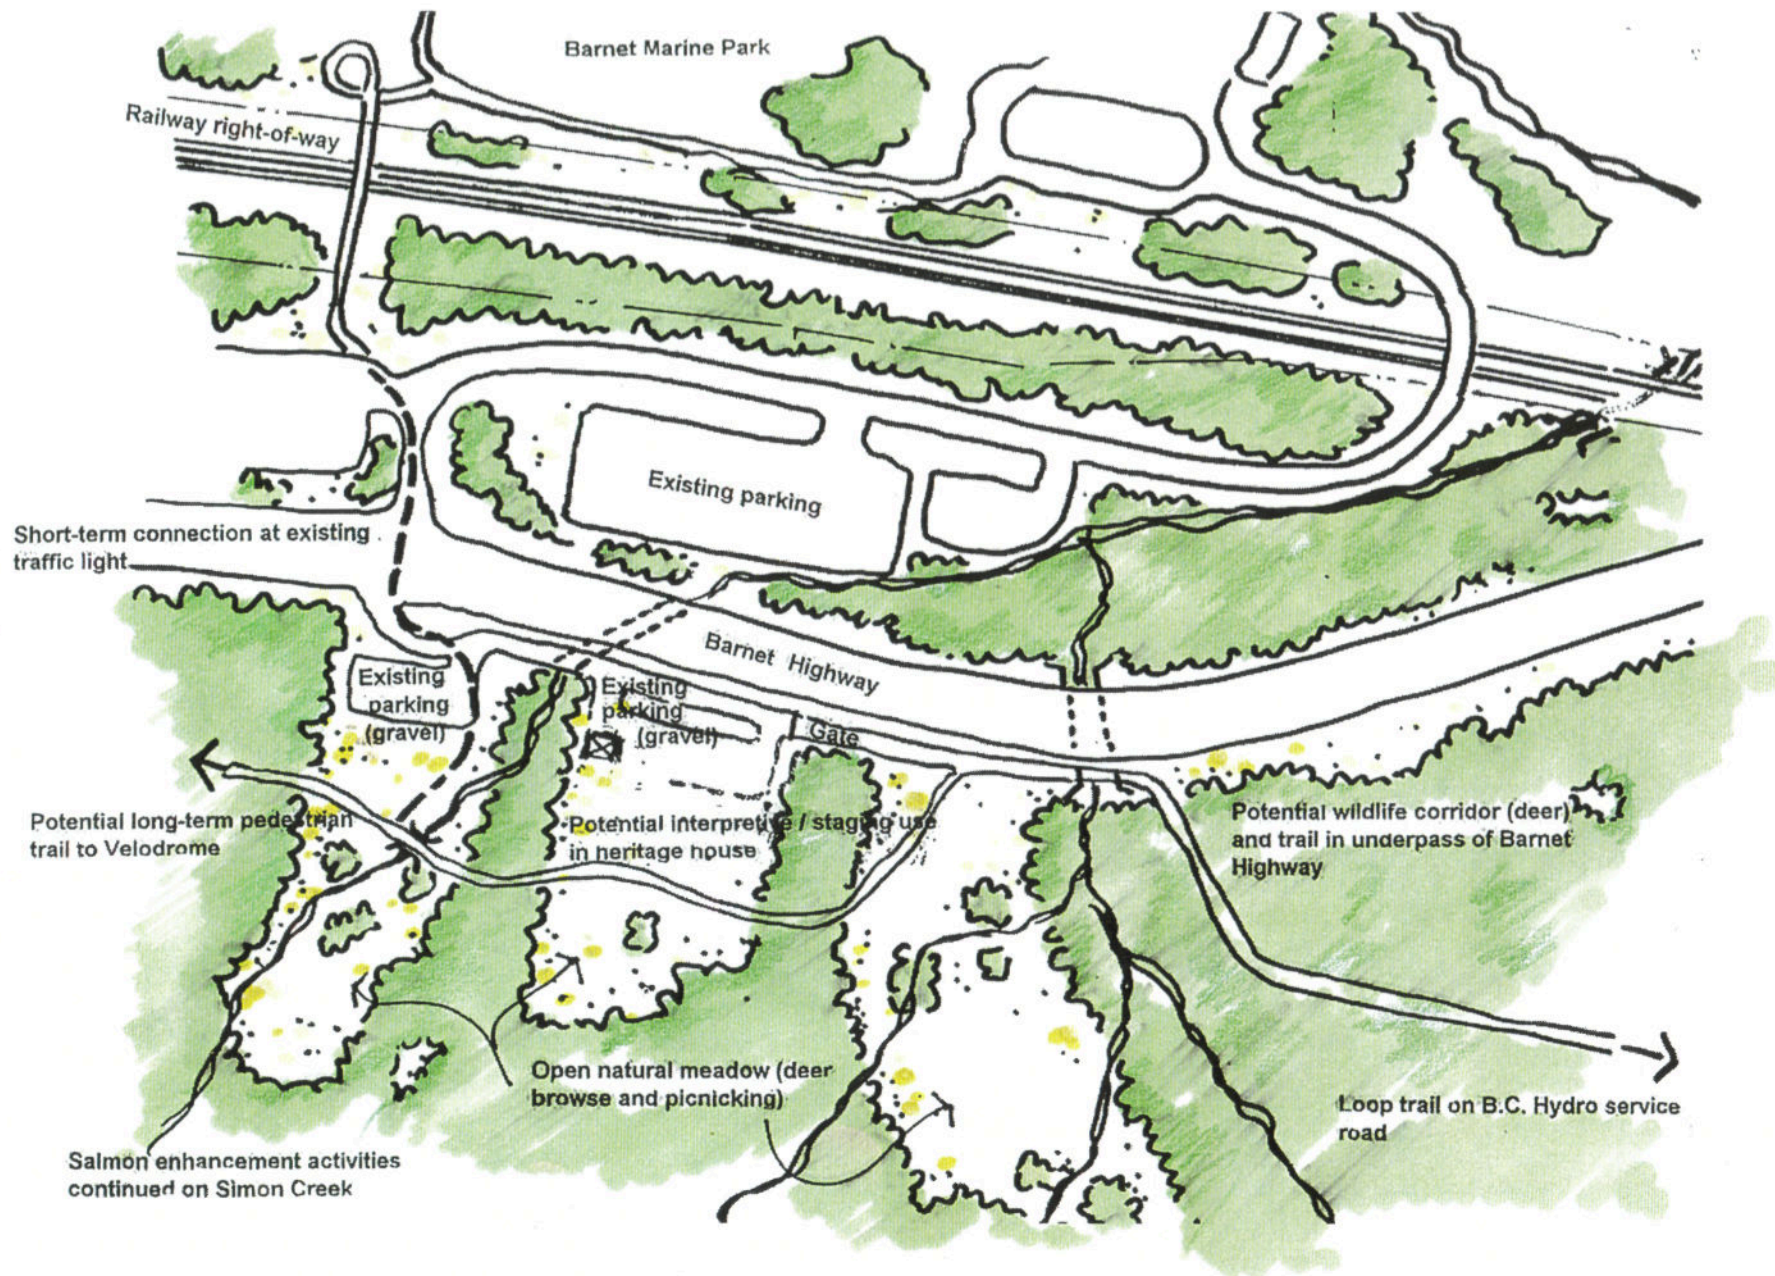 Barnet Marine Park
Railway right-of-way
Existing parking
Short-term connection at existing
traffic light
Barnet Highway
Existing
parking
(gravel)
Existing
parking
(gravel)
Gate
Potential long-term pedestrian
trail to Velodrome
Potential interpretive / staging use
in heritage house
Potential wildlife corridor (deer)
and trail in underpass of Barnet
Highway
Open natural meadow (deer
browse and picnicking)
Loop trail on B.C. Hydro service
road
Salmon enhancement activities
continued on Simon Creek